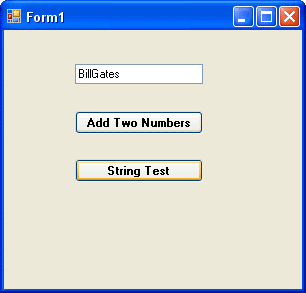 Form1
BillGates
Add Two Numbers
String Test